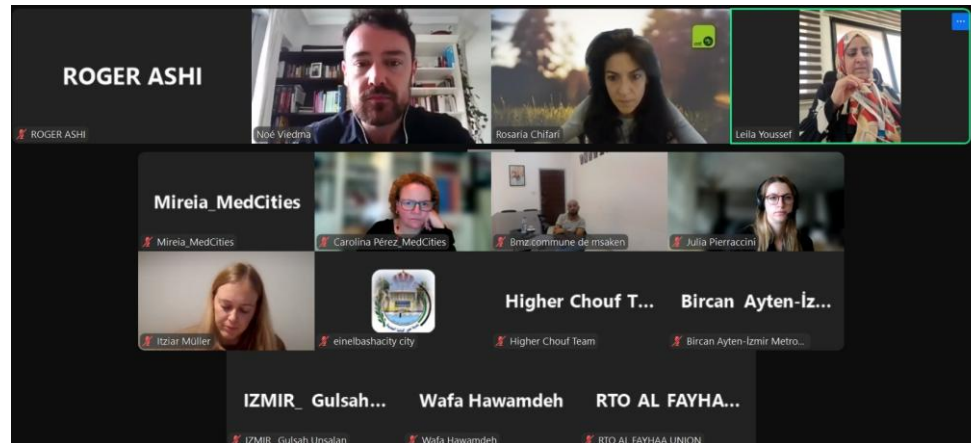 ROGER ASHI
ROGER ASHI
Noé Viedma
Rosaria Chifari
Leila Youssef
Mireia_MedCities
Mireia_MedCities
Carolina Pérez_MedCities
Bmz commune de msaken
Julia Pierraccini
Itziar Müller
einelbashacity city
Higher Chouf T...
Higher Chouf Team
Bircan Ayten-İz...
Bircan Ayten-İzmir Metro...
IZMIR_ Gulsah...
IZMIR_ Gulsah Unsalan
Wafa Hawamdeh
Wafa Hawamdeh
RTO AL FAYHA...
RTO AL FAYHAA UNION